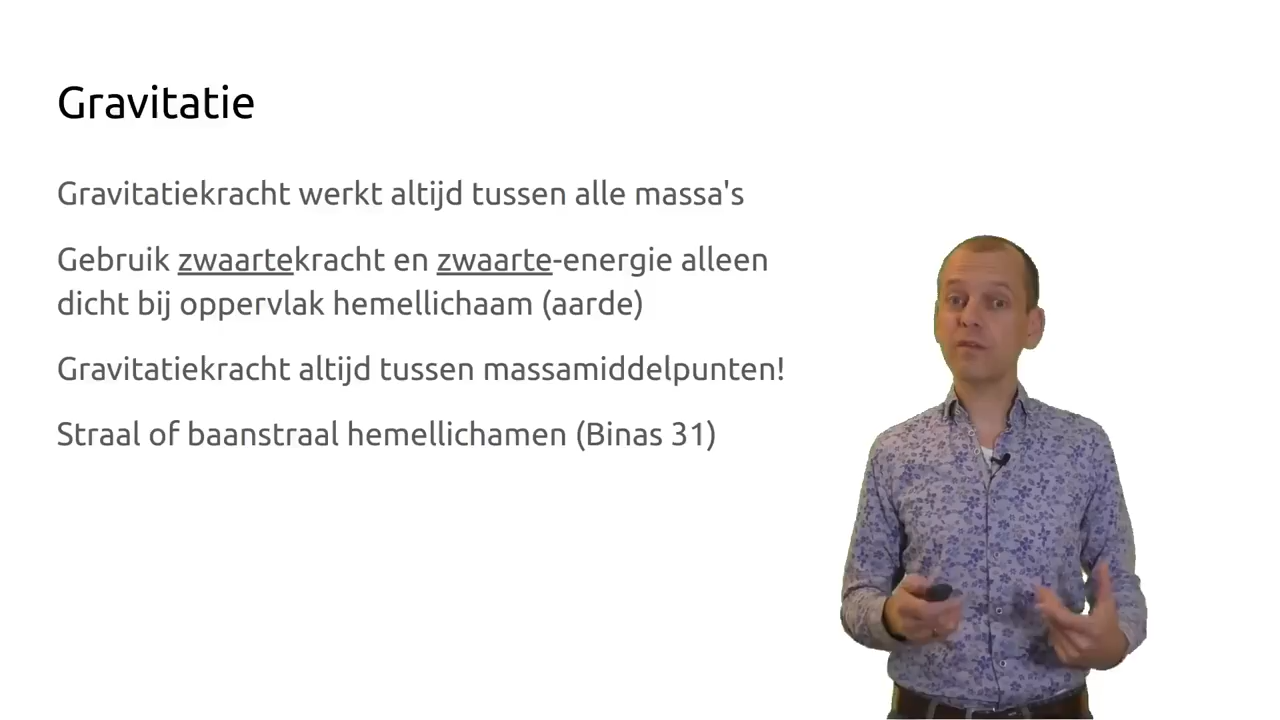 Gravitatie
Gravitatiekracht werkt altijd tussen alle massa's
Gebruik zwaartekracht en zwaarte-energie alleen
dicht bij oppervlak hemellichaam (aarde)
Gravitatiekracht altijd tussen massamiddelpunten!
Straal of baanstraal hemellichamen (Binas 31)